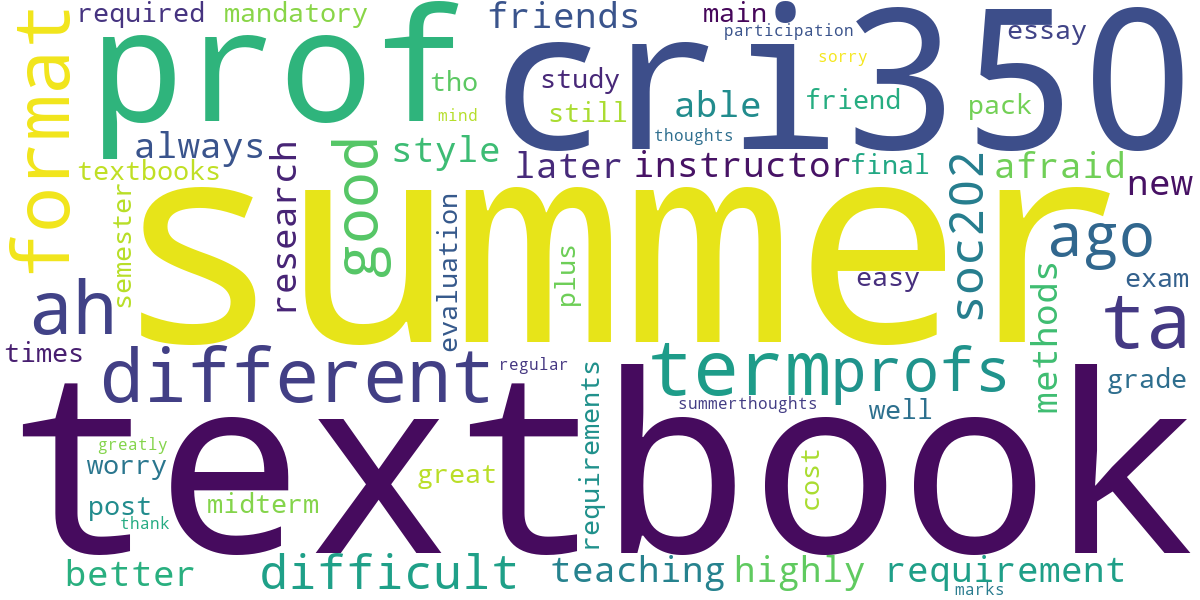 required
mandatory
friends
main
participation
essay
format
prof
cri350
sorry
tho
study
mind
still
able
friend
pack
thoughts
always
style
later
instructor
final
afraid
textbooks
new
semester
research
good
evaluation
summer
plus
easy
soc202
ago
exam
methods
ah
ta
times
different
regular
term
profs
grade
requirements
summerthoughts
well
textbook
greatly
worry
great
cost
post
midterm
thank
better
difficult
teaching
highly
requirement
marks